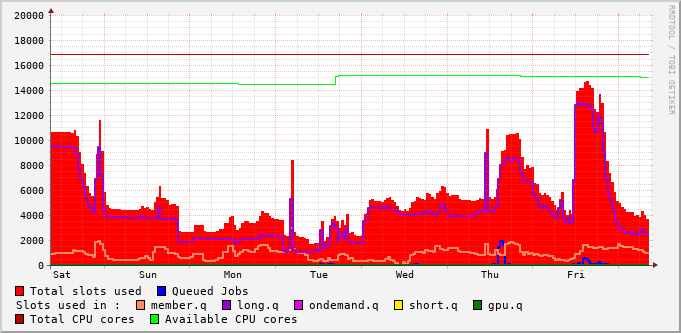 20000
18000
16000
14000
12000
10000
8000
6000
4000
2000
0
Sat Sun Mon Tue Wed Thu Fri
RRDTOOL / TOBI OETIKER
Total slots used Queued Jobs
Slots used in : member.q long.q ondemand.q short.q gpu.q
Total CPU cores Available CPU cores